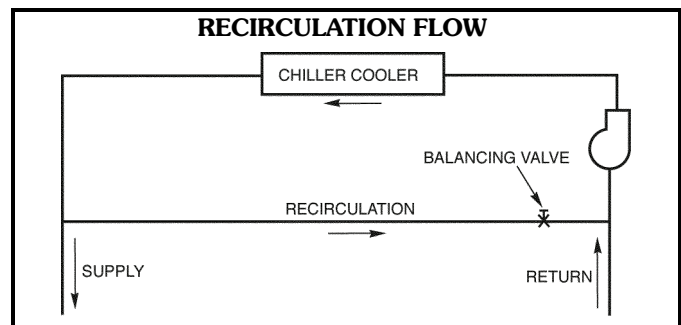 RECIRCULATION FLOW
CHILLER COOLER
BALANCING VALVE
RECIRCULATION
SUPPLY
RETURN